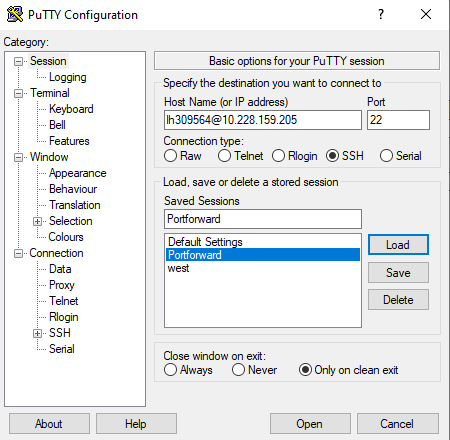 PuTTY Configuration
?
Category:
Session
Logging
Terminal
Keyboard
Bell
Features
Window
Appearance
Behaviour
Translation
Selection
Colours
Connection
Data
Proxy
Telnet
Rlogin
SSH
Serial
Basic options for your PuTTY session
Specify the destination you want to connect to
Host Name (or IP address) Port
lh309564@10.228.159.205 22
Connection type:
Raw Telnet Rlogin SSH Serial
Load, save or delete a stored session
Saved Sessions
Portforward
Default Settings
Portforward
west
Load
Save
Delete
Close window on exit:
Always Never Only on clean exit
About Help Open Cancel